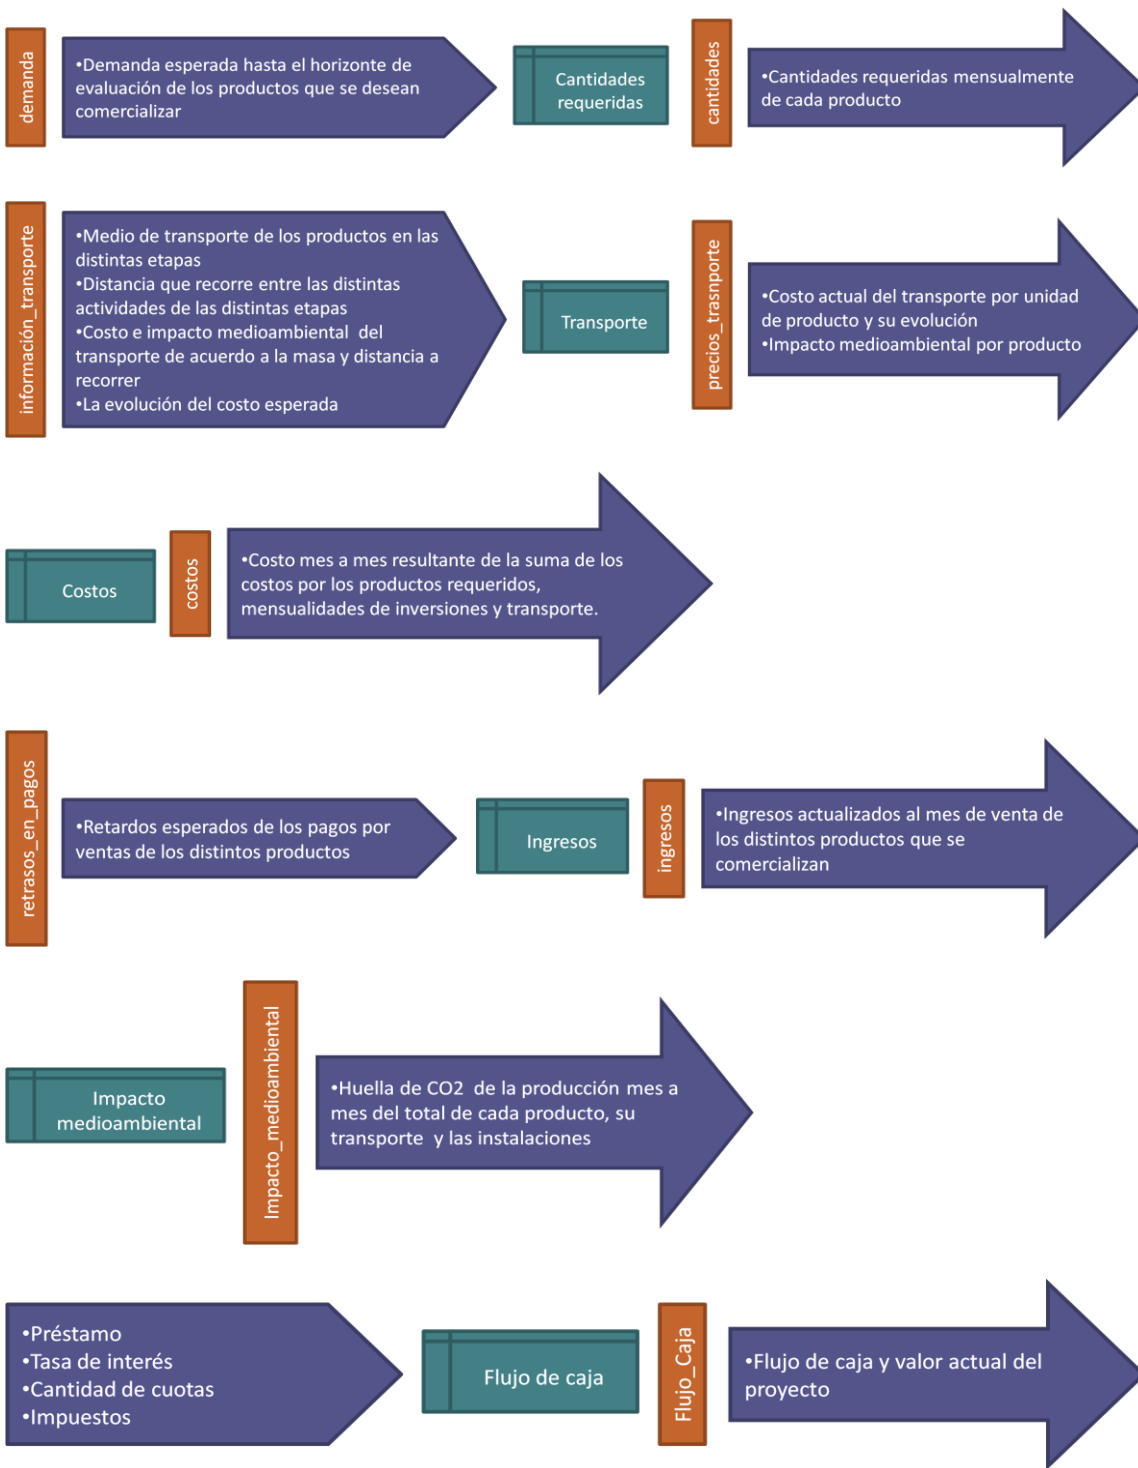 demanda
•Demanda esperada hasta el horizonte de
evaluación de los productos que se desean
comercializar
Cantidades
requeridas
cantidades
•Cantidades requeridas mensualmente
de cada producto
información_transporte
•Medio de transporte de los productos en las
distintas etapas
•Distancia que recorre entre las distintas
actividades de las distintas etapas
•Costo e impacto medioambiental del
transporte de acuerdo a la masa y distancia a
recorrer
•La evolución del costo esperada
Transporte
precios_trasnporte
•Costo actual del transporte por unidad
de producto y su evolución
•Impacto medioambiental por producto
Costos
costos
•Costo mes a mes resultante de la suma de los
costos por los productos requeridos,
mensualidades de inversiones y transporte.
retrasos_en_pagos
•Retardos esperados de los pagos por
ventas de los distintos productos
Ingresos
ingresos
•Ingresos actualizados al mes de venta de
los distintos productos que se
comercializan
Impacto
medioambiental
Impacto_medioambiental
•Huella de CO2 de la producción mes a
mes del total de cada producto, su
transporte y las instalaciones
•Préstamo
•Tasa de interés
•Cantidad de cuotas
•Impuestos
Flujo de caja
Flujo_Caja
•Flujo de caja y valor actual del
proyecto